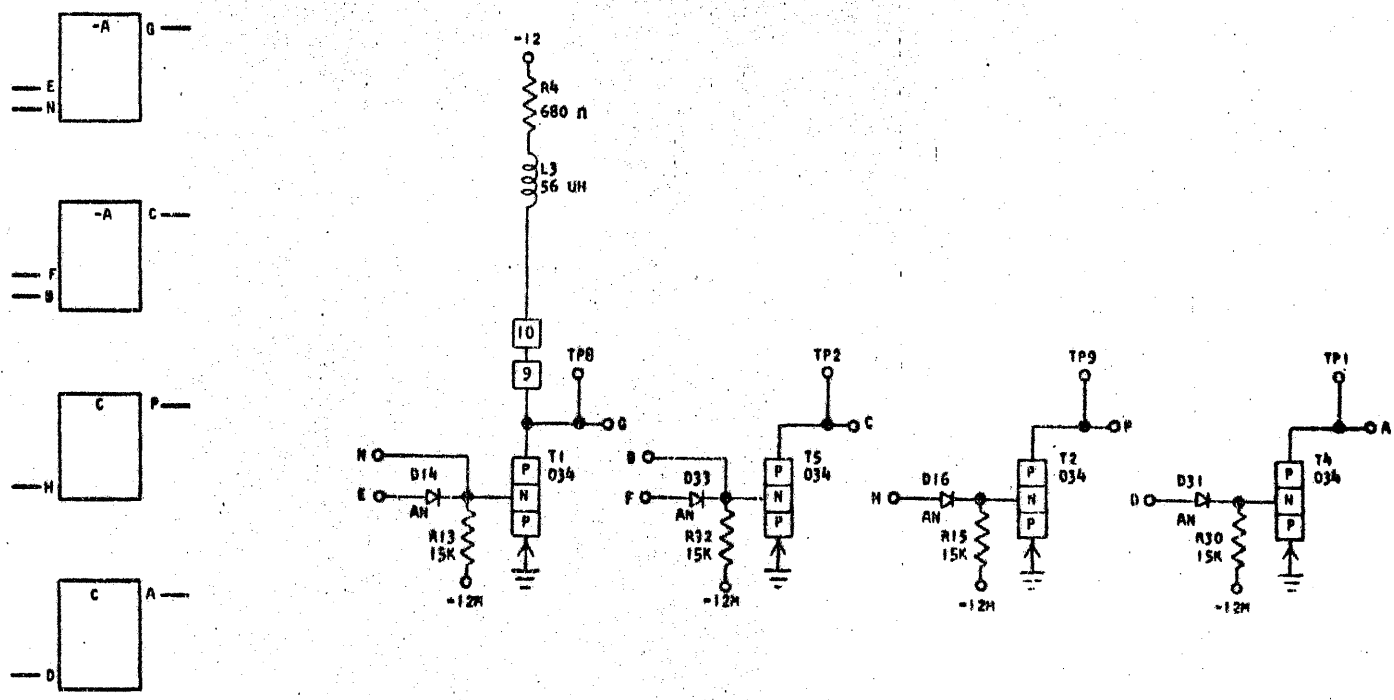 -A
G
E
N
-A
C
F
B
C
P
H
C
A
D
-12
R4
680 Ω
L3
56 UH
10
9
TP8
G
T1
034
P
N
P
N
E
D14
AN
R13
15K
-12M
TP2
C
T5
034
P
N
P
B
F
D33
AN
R32
15K
-12M
TP9
P
T2
034
P
N
P
H
D16
AN
R15
15K
-12M
TP1
A
T4
034
P
N
P
D
D31
AN
R30
15K
-12M